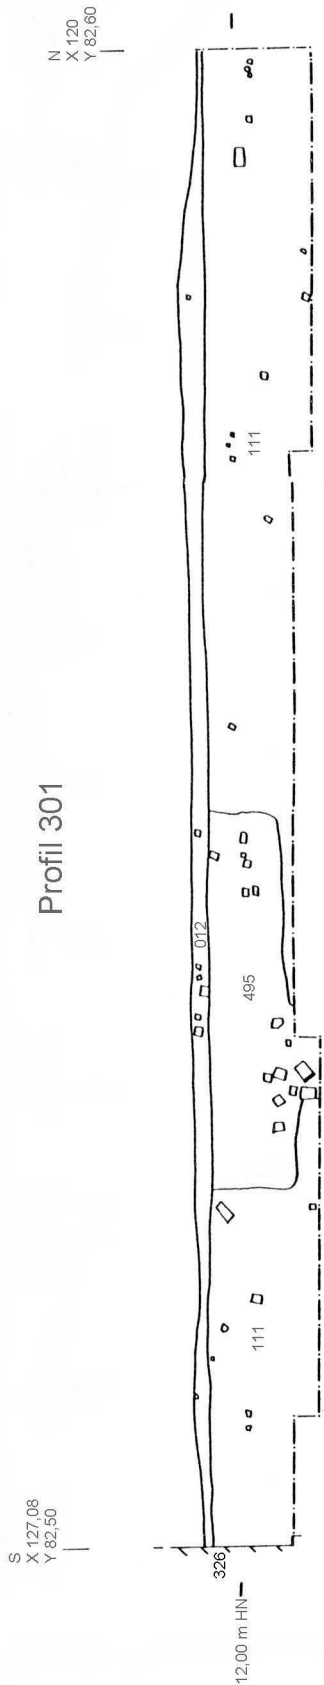 Profil 301
S
X 127,08
Y 82,50
N
X 120
Y 82,60
012
495
111
111
326
12,00 m HN